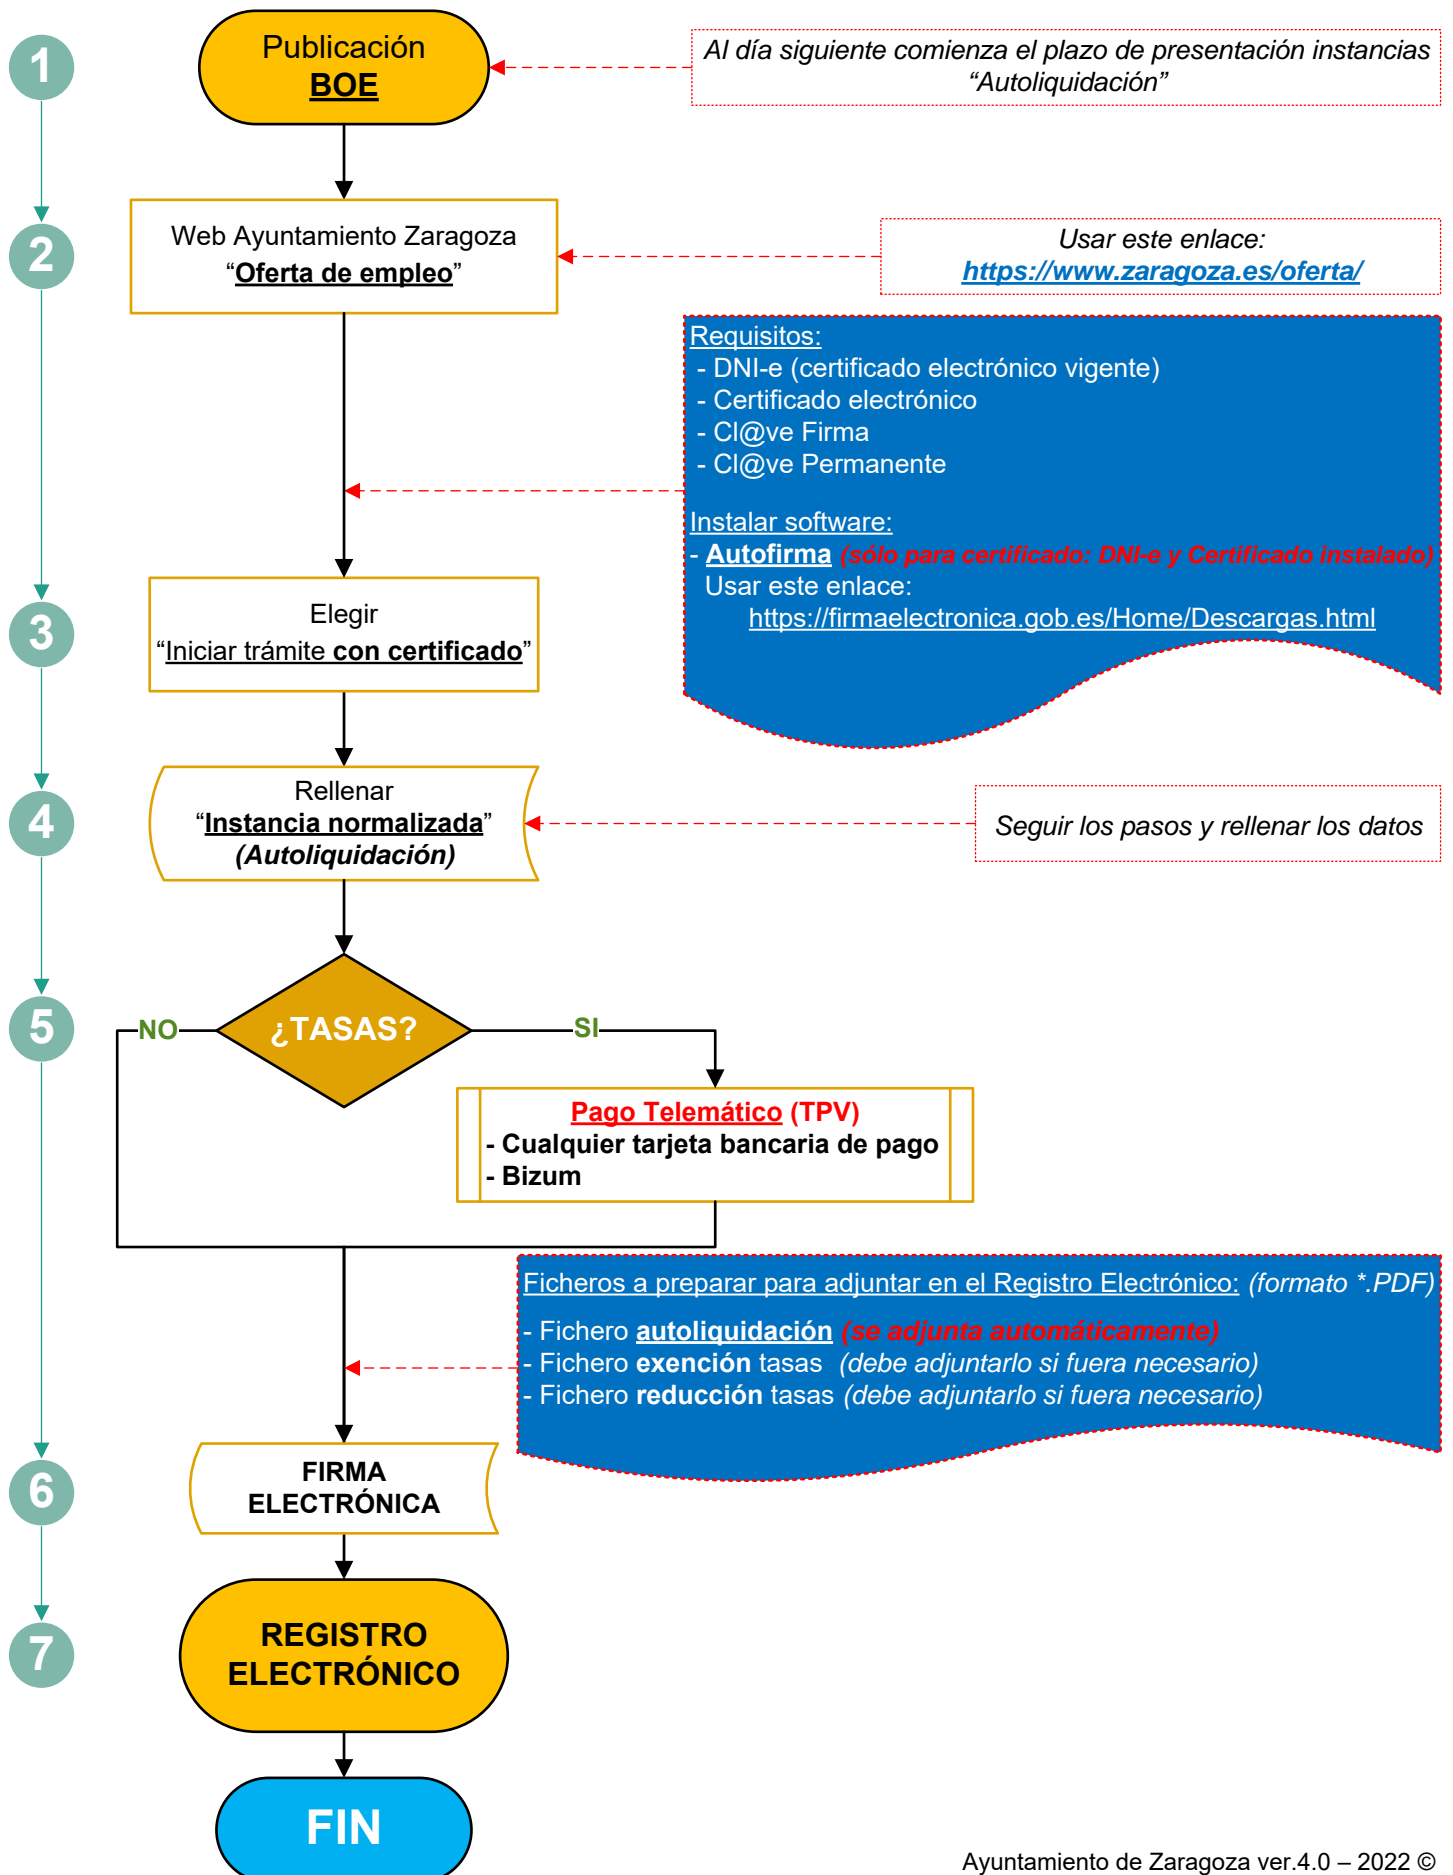 1
Publicación
BOE
Al día siguiente comienza el plazo de presentación instancias
“Autoliquidación”
2
Web Ayuntamiento Zaragoza
“Oferta de empleo”
Usar este enlace:
https://www.zaragoza.es/oferta/
Requisitos:
- DNI-e (certificado electrónico vigente)
- Certificado electrónico
- Cl@ve Firma
- Cl@ve Permanente
Instalar software:
- Autofirma (sólo para certificado: DNI-e y Certificado instalado)
Usar este enlace:
https://firmaelectronica.gob.es/Home/Descargas.html
3
Elegir
“Iniciar trámite con certificado”
4
Rellenar
“Instancia normalizada”
(Autoliquidación)
Seguir los pasos y rellenar los datos
5
NO
¿TASAS?
SI
Pago Telemático (TPV)
- Cualquier tarjeta bancaria de pago
- Bizum
Ficheros a preparar para adjuntar en el Registro Electrónico: (formato *.PDF)
- Fichero autoliquidación (se adjunta automáticamente)
- Fichero exención tasas (debe adjuntarlo si fuera necesario)
- Fichero reducción tasas (debe adjuntarlo si fuera necesario)
6
FIRMA
ELECTRÓNICA
7
REGISTRO
ELECTRÓNICO
FIN
Ayuntamiento de Zaragoza ver.4.0 – 2022 ©